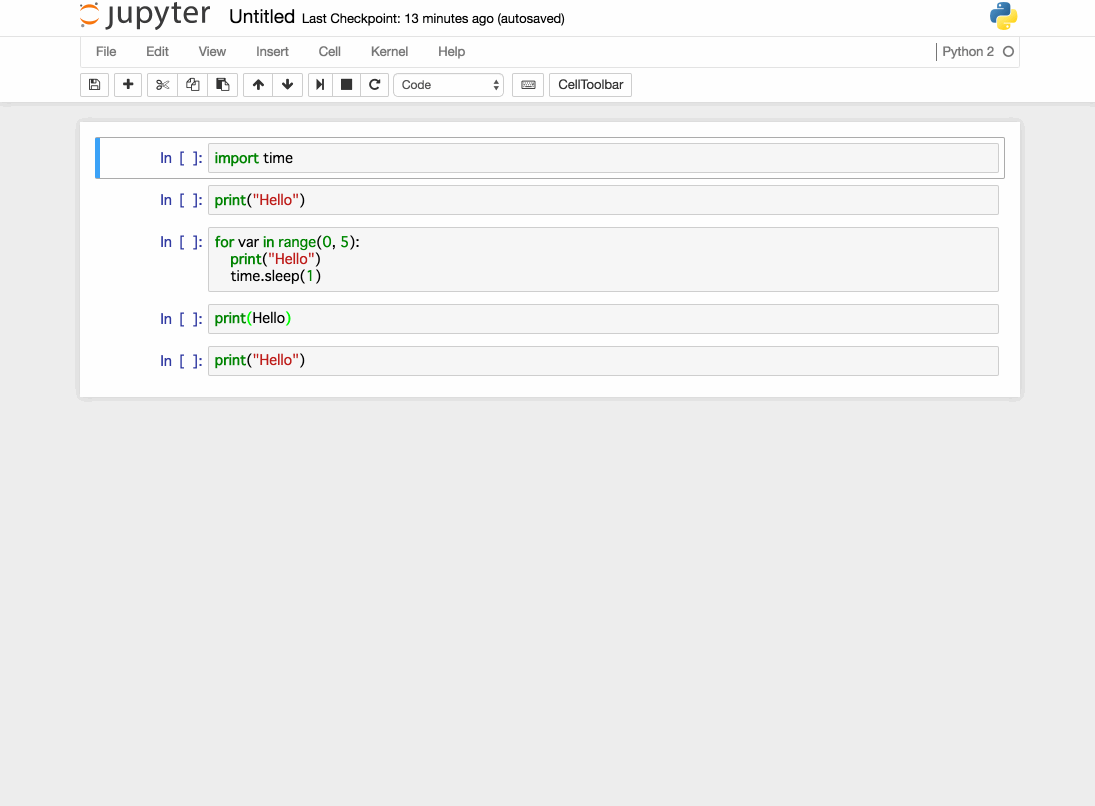 jupyter Untitled Last Checkpoint: 13 minutes ago (autosaved)
File Edit View Insert Cell Kernel Help Python 2
Code CellToolbar
In [ ]: import time
In [ ]: print("Hello")
In [ ]: for var in range(0, 5):
    print("Hello")
    time.sleep(1)
In [ ]: print(Hello)
In [ ]: print("Hello")